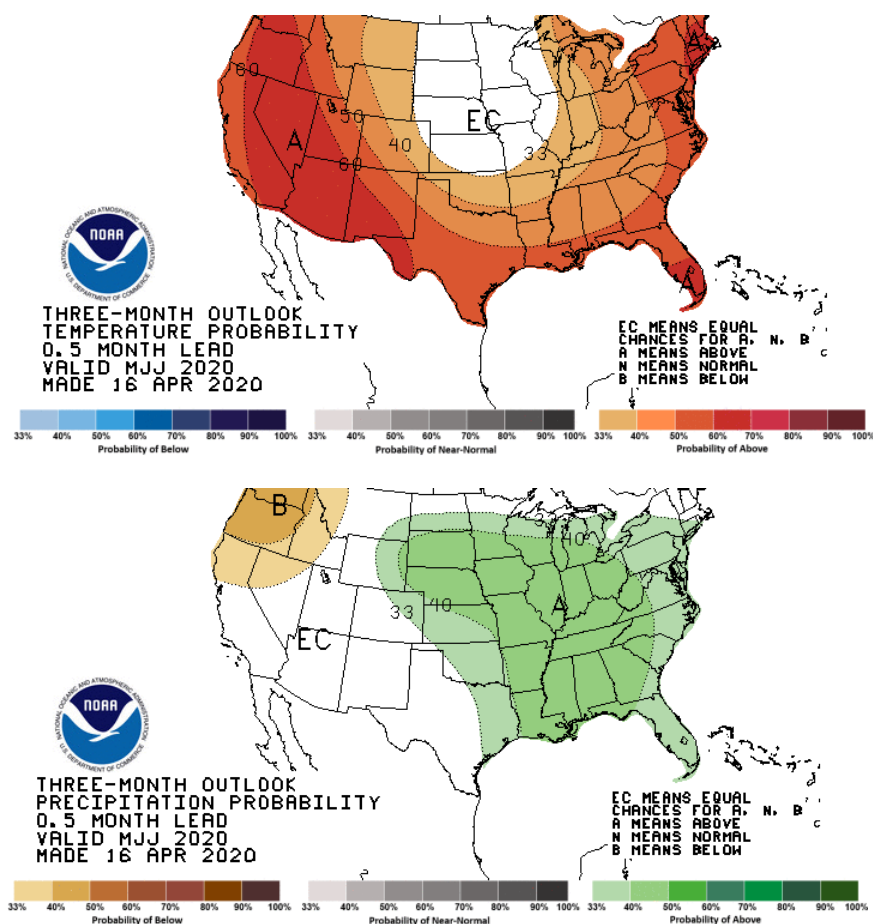 A
60
EC
50
A
40
33
60
A
NATIONAL OCEANIC AND ATMOSPHERIC ADMINISTRATION
NOAA
U.S. DEPARTMENT OF COMMERCE
THREE-MONTH OUTLOOK
TEMPERATURE PROBABILITY
0.5 MONTH LEAD
VALID MJJ 2020
MADE 16 APR 2020
EC MEANS EQUAL
CHANCES FOR A, N, B
A MEANS ABOVE
N MEANS NORMAL
B MEANS BELOW
33% 40% 50% 60% 70% 80% 90% 100%
Probability of Below
33% 40% 50% 60% 70% 80% 90% 100%
Probability of Near-Normal
33% 40% 50% 60% 70% 80% 90% 100%
Probability of Above
B
40
33
40
A
EC
NATIONAL OCEANIC AND ATMOSPHERIC ADMINISTRATION
NOAA
U.S. DEPARTMENT OF COMMERCE
THREE-MONTH OUTLOOK
PRECIPITATION PROBABILITY
0.5 MONTH LEAD
VALID MJJ 2020
MADE 16 APR 2020
EC MEANS EQUAL
CHANCES FOR A, N, B
A MEANS ABOVE
N MEANS NORMAL
B MEANS BELOW
33% 40% 50% 60% 70% 80% 90% 100%
Probability of Below
33% 40% 50% 60% 70% 80% 90% 100%
Probability of Near-Normal
33% 40% 50% 60% 70% 80% 90% 100%
Probability of Above